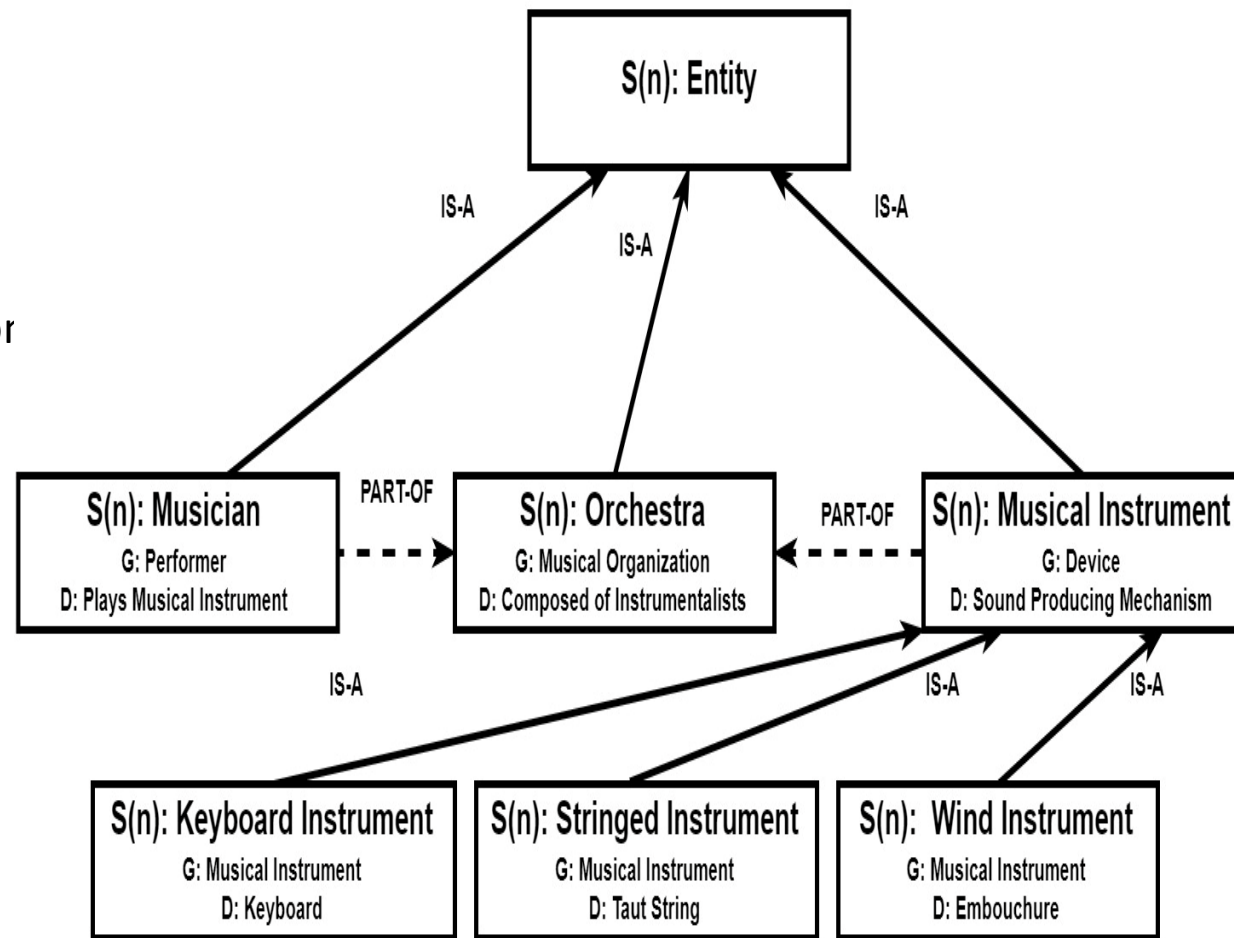 S(n): Entity
IS-A
IS-A
IS-A
S(n): Musician
G: Performer
D: Plays Musical Instrument
PART-OF
S(n): Orchestra
G: Musical Organization
D: Composed of Instrumentalists
PART-OF
S(n): Musical Instrument
G: Device
D: Sound Producing Mechanism
IS-A
IS-A
IS-A
S(n): Keyboard Instrument
G: Musical Instrument
D: Keyboard
S(n): Stringed Instrument
G: Musical Instrument
D: Taut String
S(n): Wind Instrument
G: Musical Instrument
D: Embouchure